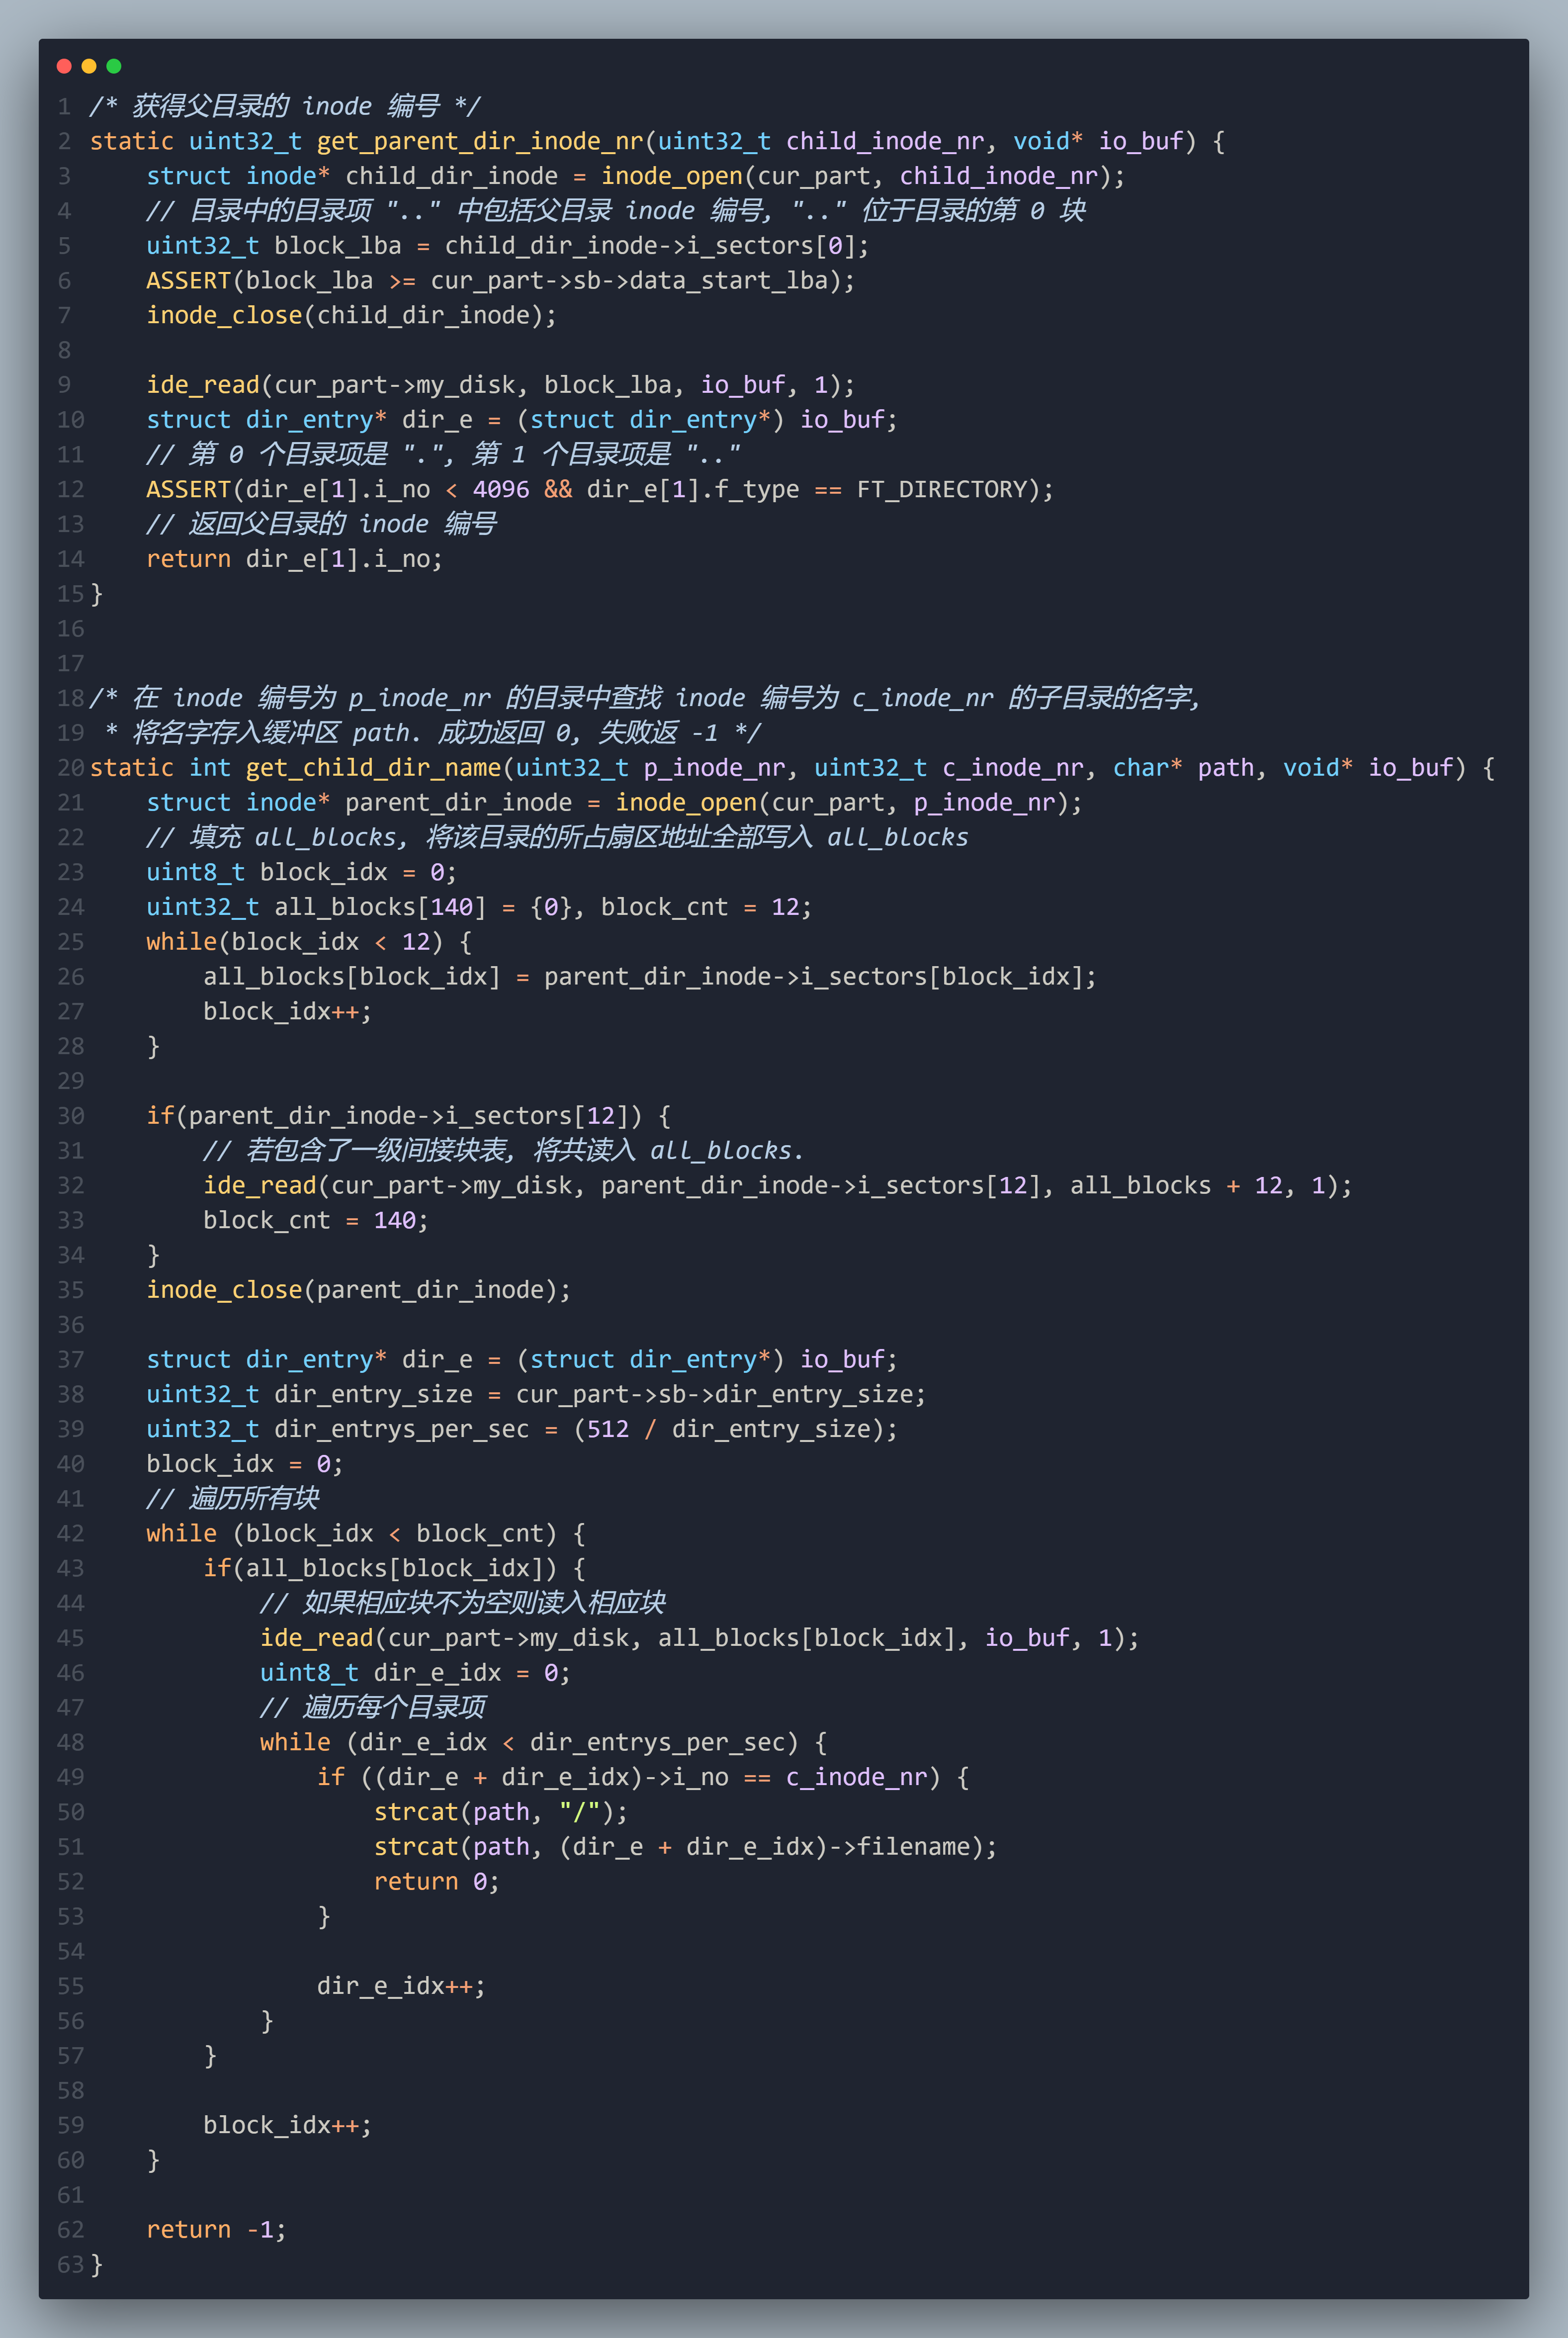 1 /* 获得父目录的 inode 编号 */
2 static uint32_t get_parent_dir_inode_nr(uint32_t child_inode_nr, void* io_buf) {
3     struct inode* child_dir_inode = inode_open(cur_part, child_inode_nr);
4     // 目录中的目录项 ".." 中包括父目录 inode 编号, ".." 位于目录的第 0 块
5     uint32_t block_lba = child_dir_inode->i_sectors[0];
6     ASSERT(block_lba >= cur_part->sb->data_start_lba);
7     inode_close(child_dir_inode);
8
9     ide_read(cur_part->my_disk, block_lba, io_buf, 1);
10     struct dir_entry* dir_e = (struct dir_entry*) io_buf;
11     // 第 0 个目录项是 ".", 第 1 个目录项是 ".."
12     ASSERT(dir_e[1].i_no < 4096 && dir_e[1].f_type == FT_DIRECTORY);
13     // 返回父目录的 inode 编号
14     return dir_e[1].i_no;
15 }
16
17
18 /* 在 inode 编号为 p_inode_nr 的目录中查找 inode 编号为 c_inode_nr 的子目录的名字,
19  * 将名字存入缓冲区 path. 成功返回 0, 失败返 -1 */
20 static int get_child_dir_name(uint32_t p_inode_nr, uint32_t c_inode_nr, char* path, void* io_buf) {
21     struct inode* parent_dir_inode = inode_open(cur_part, p_inode_nr);
22     // 填充 all_blocks, 将该目录的所占扇区地址全部写入 all_blocks
23     uint8_t block_idx = 0;
24     uint32_t all_blocks[140] = {0}, block_cnt = 12;
25     while(block_idx < 12) {
26         all_blocks[block_idx] = parent_dir_inode->i_sectors[block_idx];
27         block_idx++;
28     }
29
30     if(parent_dir_inode->i_sectors[12]) {
31         // 若包含了一级间接块表, 将共读入 all_blocks.
32         ide_read(cur_part->my_disk, parent_dir_inode->i_sectors[12], all_blocks + 12, 1);
33         block_cnt = 140;
34     }
35     inode_close(parent_dir_inode);
36
37     struct dir_entry* dir_e = (struct dir_entry*) io_buf;
38     uint32_t dir_entry_size = cur_part->sb->dir_entry_size;
39     uint32_t dir_entrys_per_sec = (512 / dir_entry_size);
40     block_idx = 0;
41     // 遍历所有块
42     while (block_idx < block_cnt) {
43         if(all_blocks[block_idx]) {
44             // 如果相应块不为空则读入相应块
45             ide_read(cur_part->my_disk, all_blocks[block_idx], io_buf, 1);
46             uint8_t dir_e_idx = 0;
47             // 遍历每个目录项
48             while (dir_e_idx < dir_entrys_per_sec) {
49                 if ((dir_e + dir_e_idx)->i_no == c_inode_nr) {
50                     strcat(path, "/");
51                     strcat(path, (dir_e + dir_e_idx)->filename);
52                     return 0;
53                 }
54
55                 dir_e_idx++;
56             }
57         }
58
59         block_idx++;
60     }
61
62     return -1;
63 }